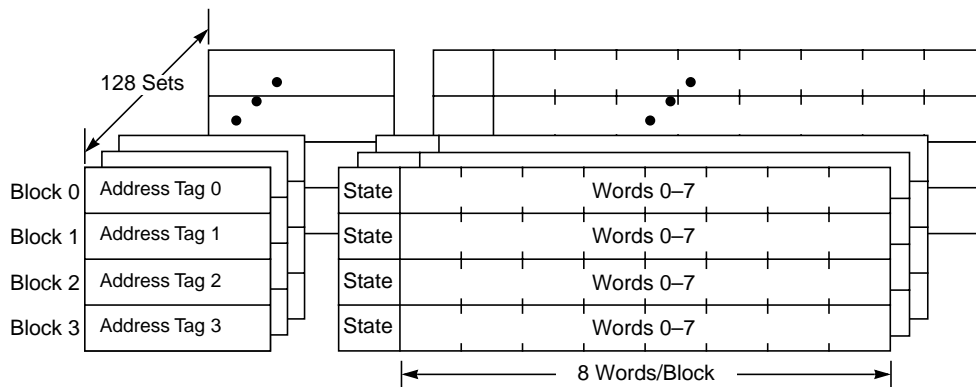 128 Sets
Block 0 Address Tag 0 State Words 0–7
Block 1 Address Tag 1 State Words 0–7
Block 2 Address Tag 2 State Words 0–7
Block 3 Address Tag 3 State Words 0–7
8 Words/Block